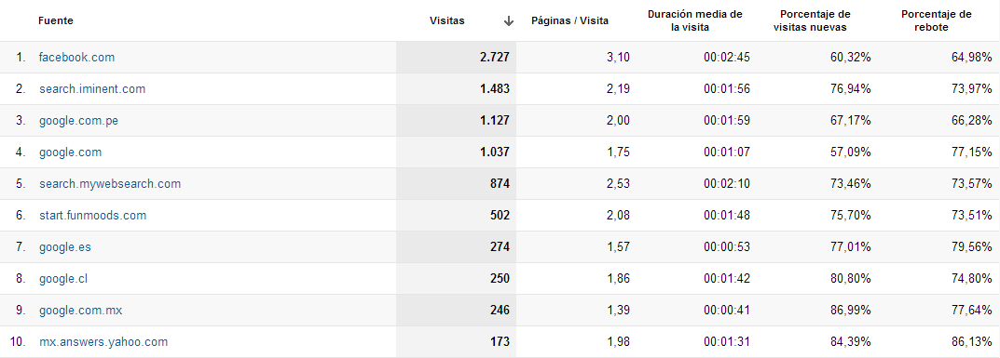 Fuente Visitas Páginas / Visita Duración media de la visita Porcentaje de visitas nuevas Porcentaje de rebote
1. facebook.com 2.727 3,10 00:02:45 60,32% 64,98%
2. search.iminent.com 1.483 2,19 00:01:56 76,94% 73,97%
3. google.com.pe 1.127 2,00 00:01:59 67,17% 66,28%
4. google.com 1.037 1,75 00:01:07 57,09% 77,15%
5. search.mywebsearch.com 874 2,53 00:02:10 73,46% 73,57%
6. start.funmoods.com 502 2,08 00:01:48 75,70% 73,51%
7. google.es 274 1,57 00:00:53 77,01% 79,56%
8. google.cl 250 1,86 00:01:42 80,80% 74,80%
9. google.com.mx 246 1,39 00:00:41 86,99% 77,64%
10. mx.answers.yahoo.com 173 1,98 00:01:31 84,39% 86,13%